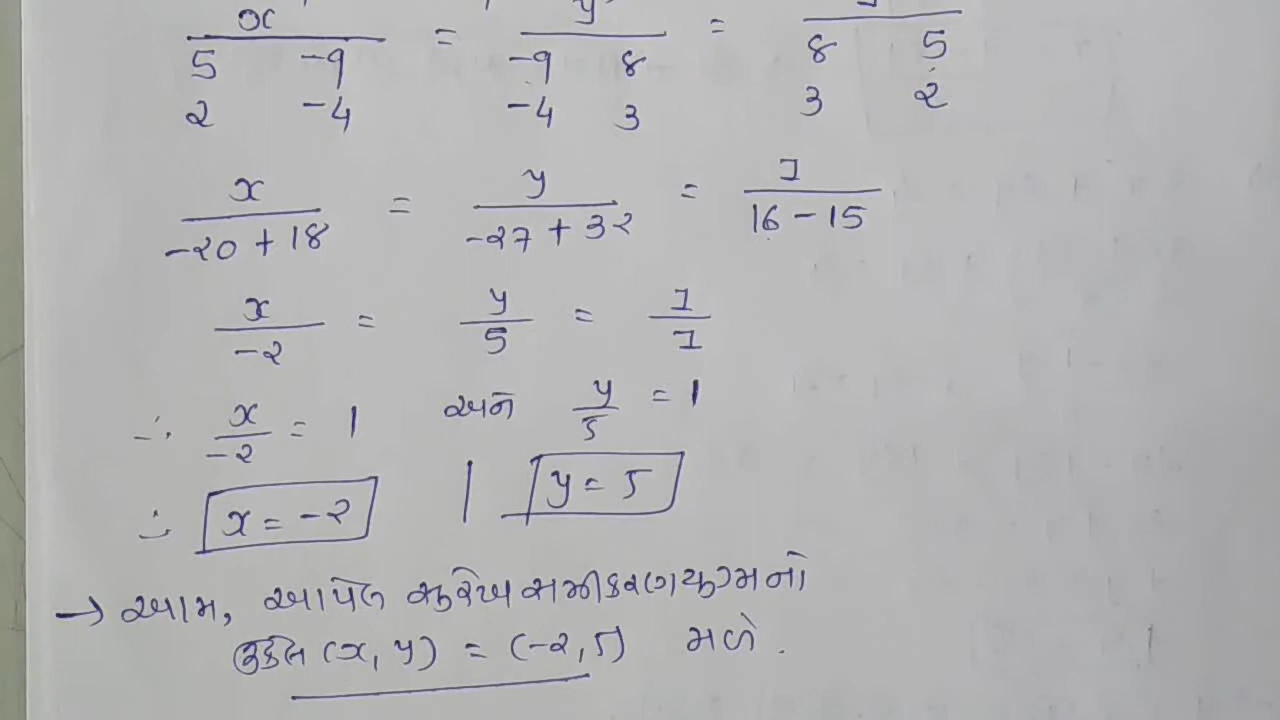 x = y =
5 -9 -9 8 8 5
2 -4 -4 3 3 2
x/-20+18 = y/-27+32 = 1/16-15
x/-2 = y/5 = 1/1
∴ x/-2 = 1 અને y/5 = 1
∴ x = -2 | y = 5
→ આમ, આપેલ સુરેખ સમીકરણયુગ્મનો
ઉકેલ (x, y) = (-2, 5) મળે.